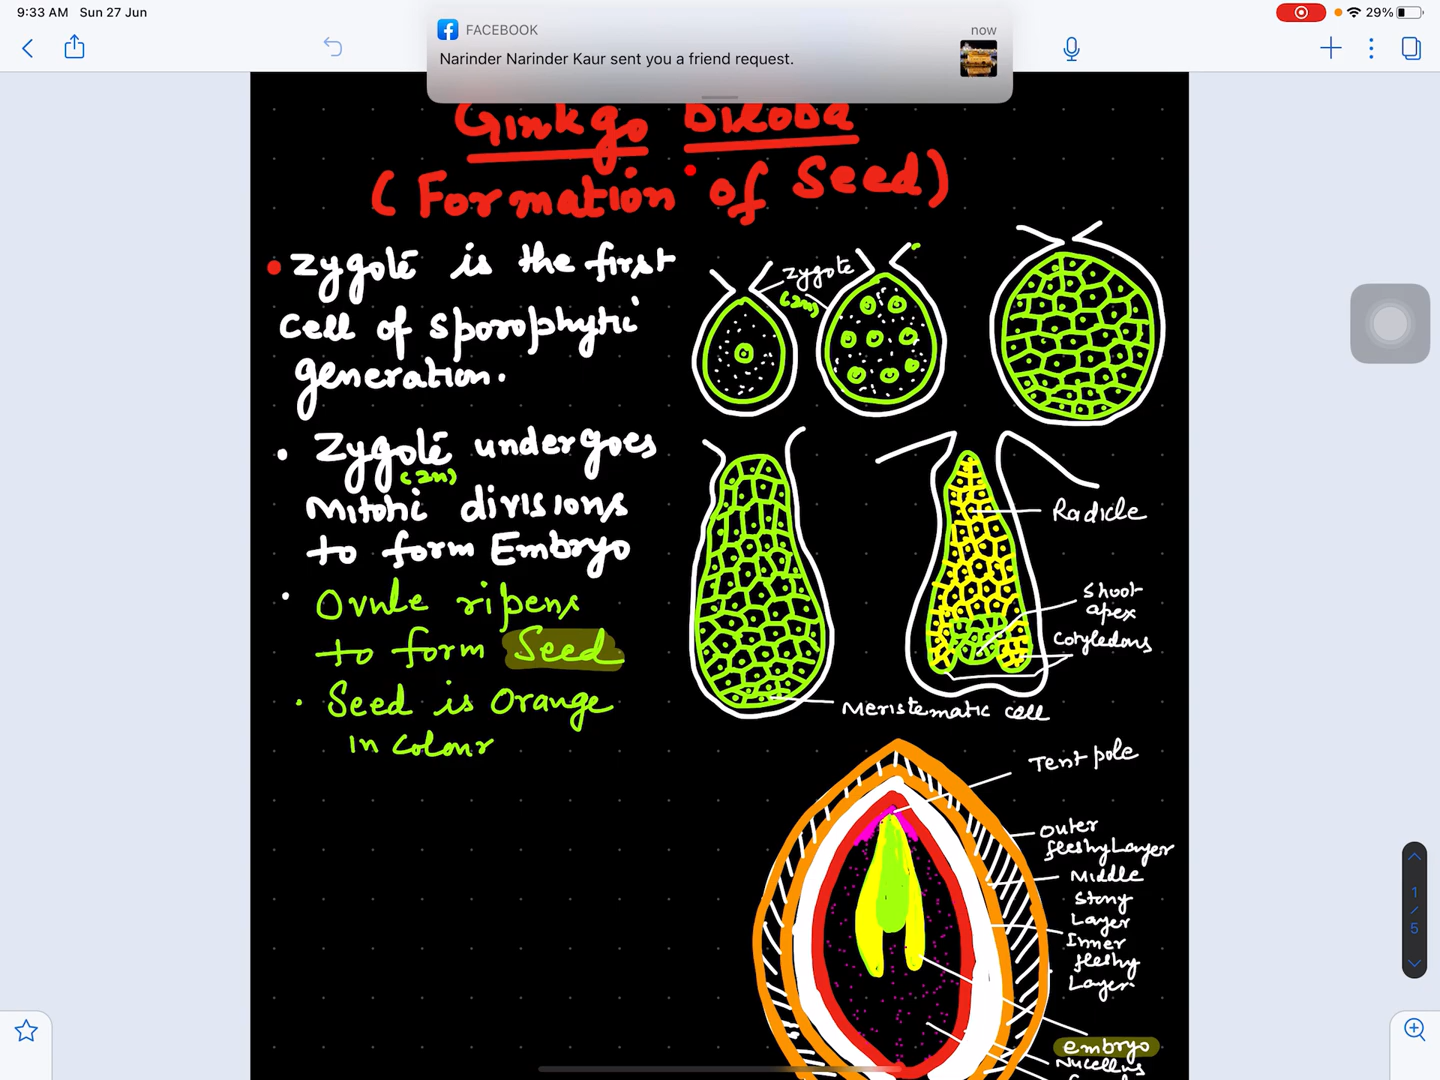 9:33 AM Sun 27 Jun
29%
FACEBOOK
now
Narinder Narinder Kaur sent you a friend request.
Ginkgo Biloba
(Formation of Seed)
• Zygote is the first
Cell of Sporophytic
generation.
• Zygote undergoes
(2n)
Mitotic divisions
to form Embryo
• Ovule ripens
to form Seed
• Seed is Orange
in Colour
Zygote
(2n)
Radicle
Shoot
apex
Cotyledons
Meristematic cell
Tent pole
Outer
fleshy Layer
Middle
Stony
Layer
Inner
fleshy
Layer
embryo
Nucellus
1
/
5